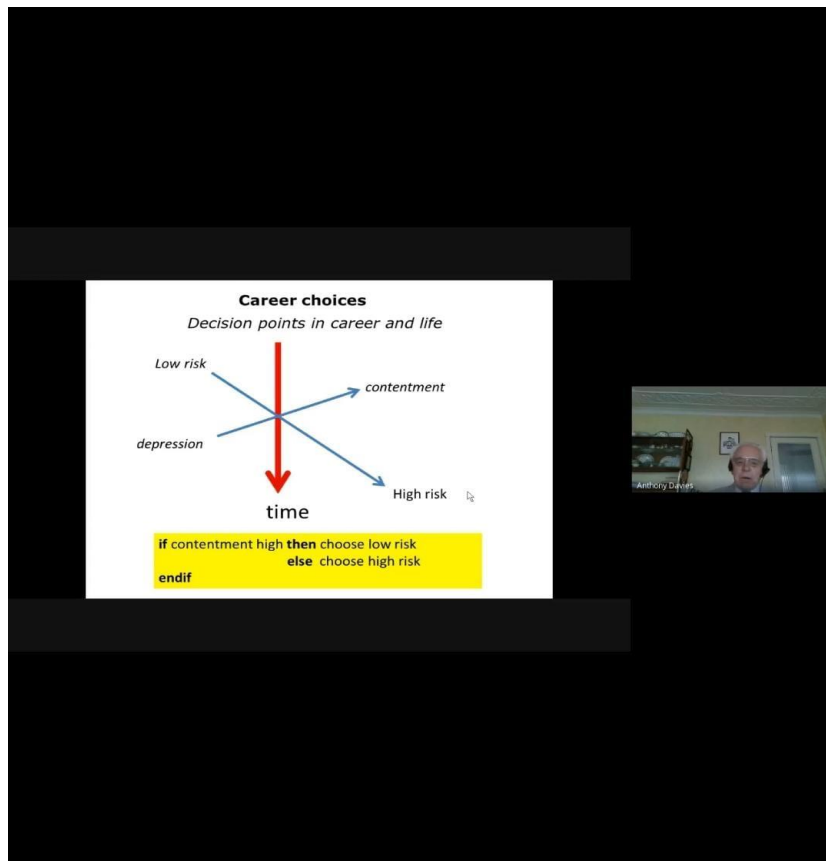 Career choices
Decision points in career and life
Low risk
contentment
depression
High risk
time
if contentment high then choose low risk
else choose high risk
endif
Anthony Davies